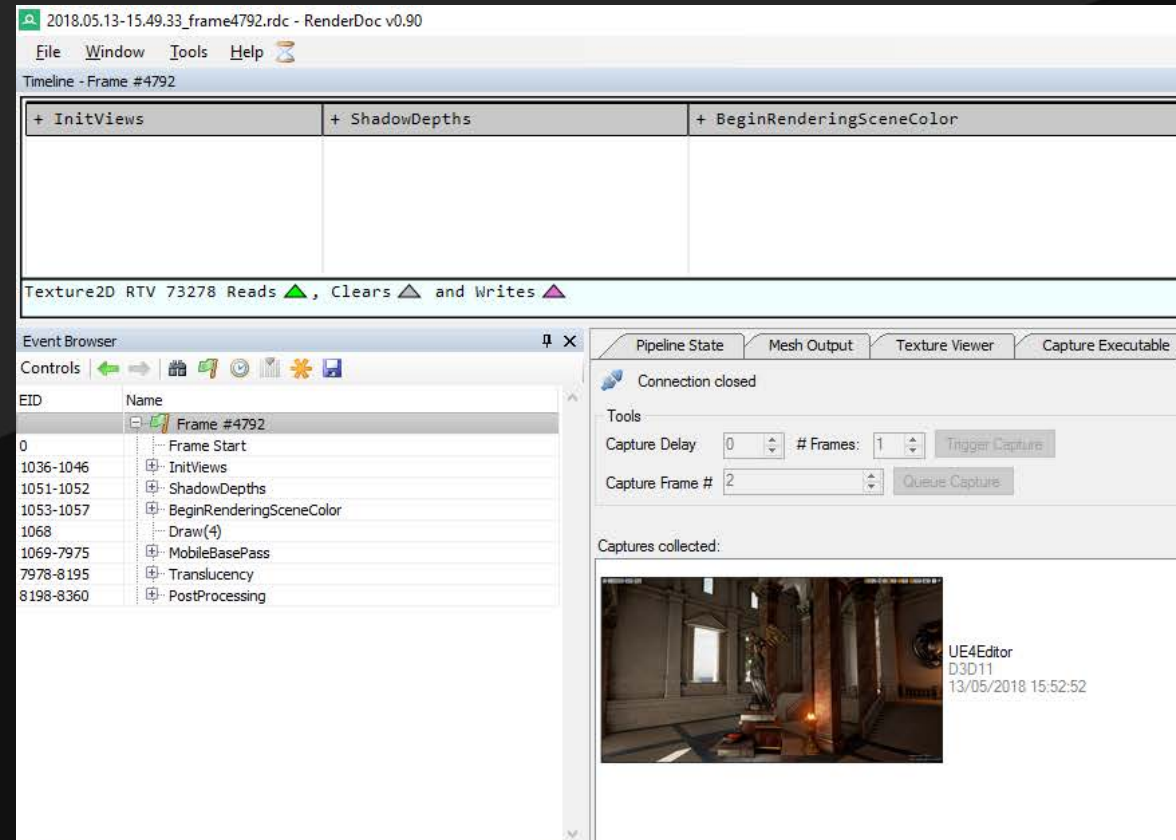 2018.05.13-15.49.33_frame4792.rdc - RenderDoc v0.90
File Window Tools Help
Timeline - Frame #4792
+ InitViews + ShadowDepths + BeginRenderingSceneColor
Texture2D RTV 73278 Reads , Clears and Writes
Event Browser
Controls
EID Name
Frame #4792
0 Frame Start
1036-1046 InitViews
1051-1052 ShadowDepths
1053-1057 BeginRenderingSceneColor
1068 Draw(4)
1069-7975 MobileBasePass
7978-8195 Translucency
8198-8360 PostProcessing
Pipeline State Mesh Output Texture Viewer Capture Executable
Connection closed
Tools
Capture Delay 0 # Frames: 1 Trigger Capture
Capture Frame # 2 Queue Capture
Captures collected:
UE4Editor
D3D11
13/05/2018 15:52:52